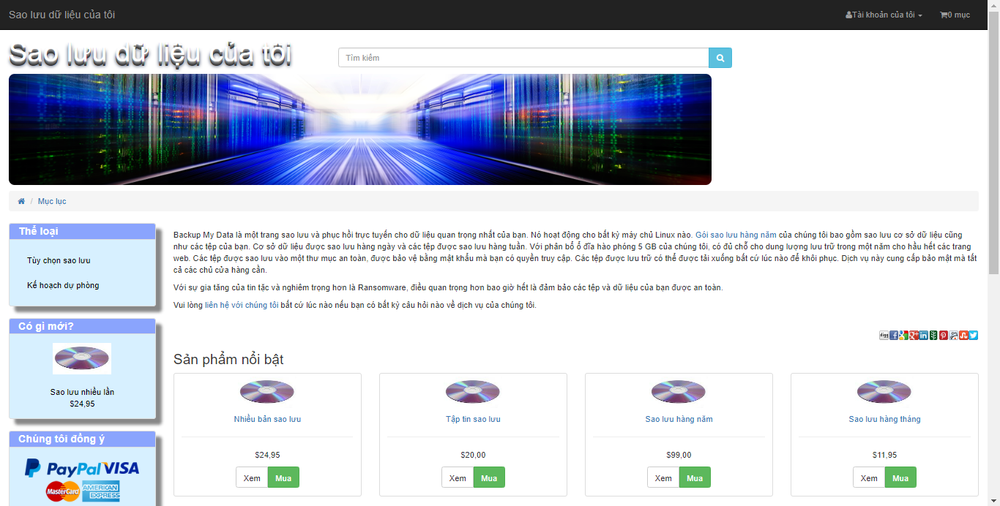 Sao lưu dữ liệu của tôi
Tài khoản của tôi
0 mục
Sao lưu dữ liệu của tôi
Tìm kiếm
/ Mục lục
Thể loại
Tùy chọn sao lưu
Kế hoạch dự phòng
Có gì mới?
Sao lưu nhiều lần
$24,95
Chúng tôi đồng ý
PayPal VISA
MasterCard AMERICAN EXPRESS
Backup My Data là một trang sao lưu và phục hồi trực tuyến cho dữ liệu quan trọng nhất của bạn. Nó hoạt động cho bất kỳ máy chủ Linux nào. Gói sao lưu hàng năm của chúng tôi bao gồm sao lưu cơ sở dữ liệu cũng
như các tệp của bạn. Cơ sở dữ liệu được sao lưu hàng ngày và các tệp được sao lưu hàng tuần. Với phân bổ ổ đĩa hào phóng 5 GB của chúng tôi, có đủ chỗ cho dung lượng lưu trữ trong một năm cho hầu hết các trang
web. Các tệp được sao lưu vào một thư mục an toàn, được bảo vệ bằng mật khẩu mà bạn có quyền truy cập. Các tệp được lưu trữ có thể được tải xuống bất cứ lúc nào để khôi phục. Dịch vụ này cung cấp bảo mật mà tất
cả các chủ cửa hàng cần.
Với sự gia tăng của tin tặc và nghiêm trọng hơn là Ransomware, điều quan trọng hơn bao giờ hết là đảm bảo các tệp và dữ liệu của bạn được an toàn.
Vui lòng liên hệ với chúng tôi bất cứ lúc nào nếu bạn có bất kỳ câu hỏi nào về dịch vụ của chúng tôi.
digg
Sản phẩm nổi bật
Nhiều bản sao lưu
$24,95
Xem Mua
Tập tin sao lưu
$20,00
Xem Mua
Sao lưu hàng năm
$99,00
Xem Mua
Sao lưu hàng tháng
$11,95
Xem Mua